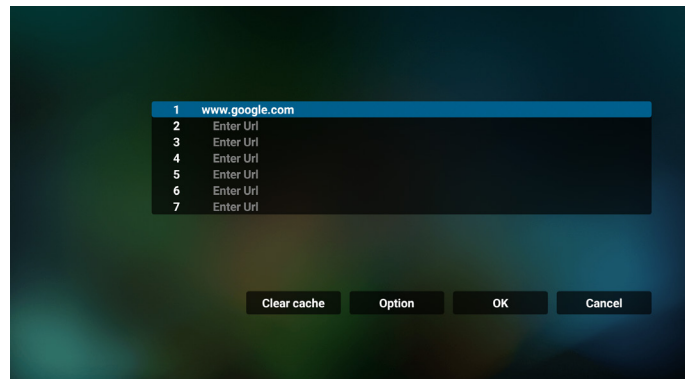 1 www.google.com
2 Enter Url
3 Enter Url
4 Enter Url
5 Enter Url
6 Enter Url
7 Enter Url
Clear cache Option OK Cancel